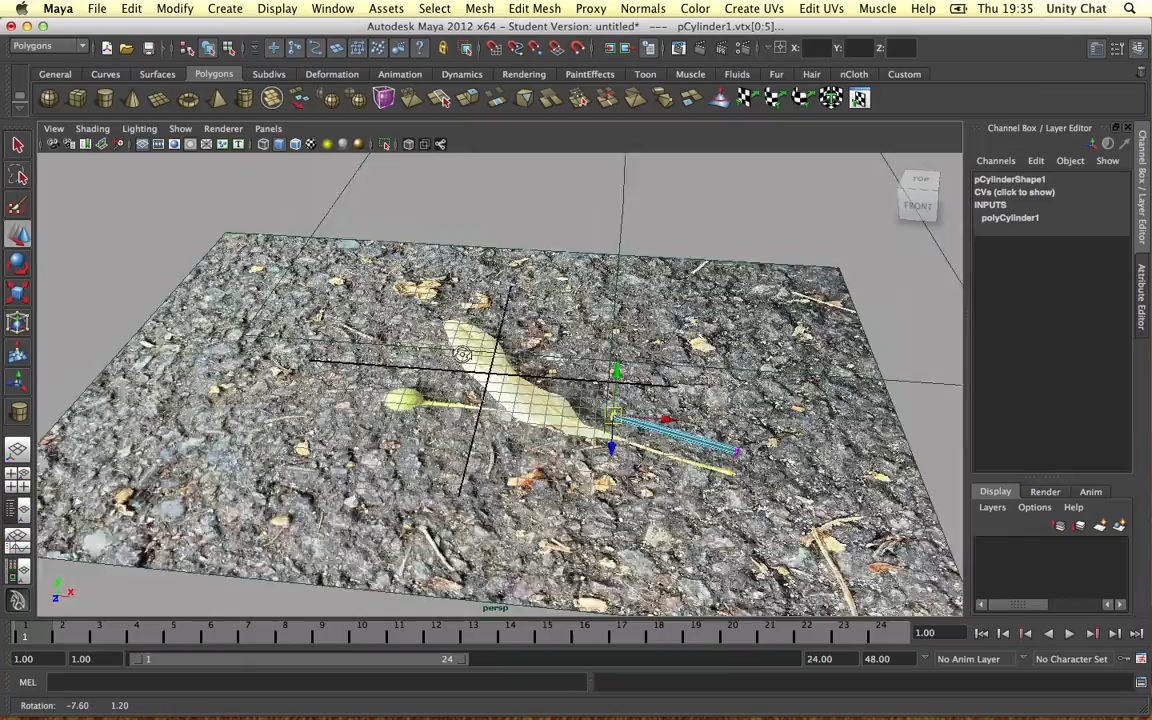 Maya File Edit Modify Create Display Window Assets Select Mesh Edit Mesh Proxy Normals Color Create UVs Edit UVs Muscle Help Thu 19:35 Unity Chat
Autodesk Maya 2012 x64 - Student Version: untitled* --- pCylinder1.vtx[0:5]...
Polygons X: Y: Z:
General Curves Surfaces Polygons Subdivs Deformation Animation Dynamics Rendering PaintEffects Toon Muscle Fluids Fur Hair nCloth Custom
View Shading Lighting Show Renderer Panels
Channel Box / Layer Editor
Channels Edit Object Show
pCylinderShape1
CVs (click to show)
INPUTS
polyCylinder1
Channel Box / Layer Editor
Attribute Editor
TOP
FRONT
Display Render Anim
Layers Options Help
y
z x
persp
1 2 3 4 5 6 7 8 9 10 11 12 13 14 15 16 17 18 19 20 21 22 23 24
1 1.00
1.00 1.00 1 24 24.00 48.00 No Anim Layer No Character Set
MEL
Rotation: -7.60 1.20